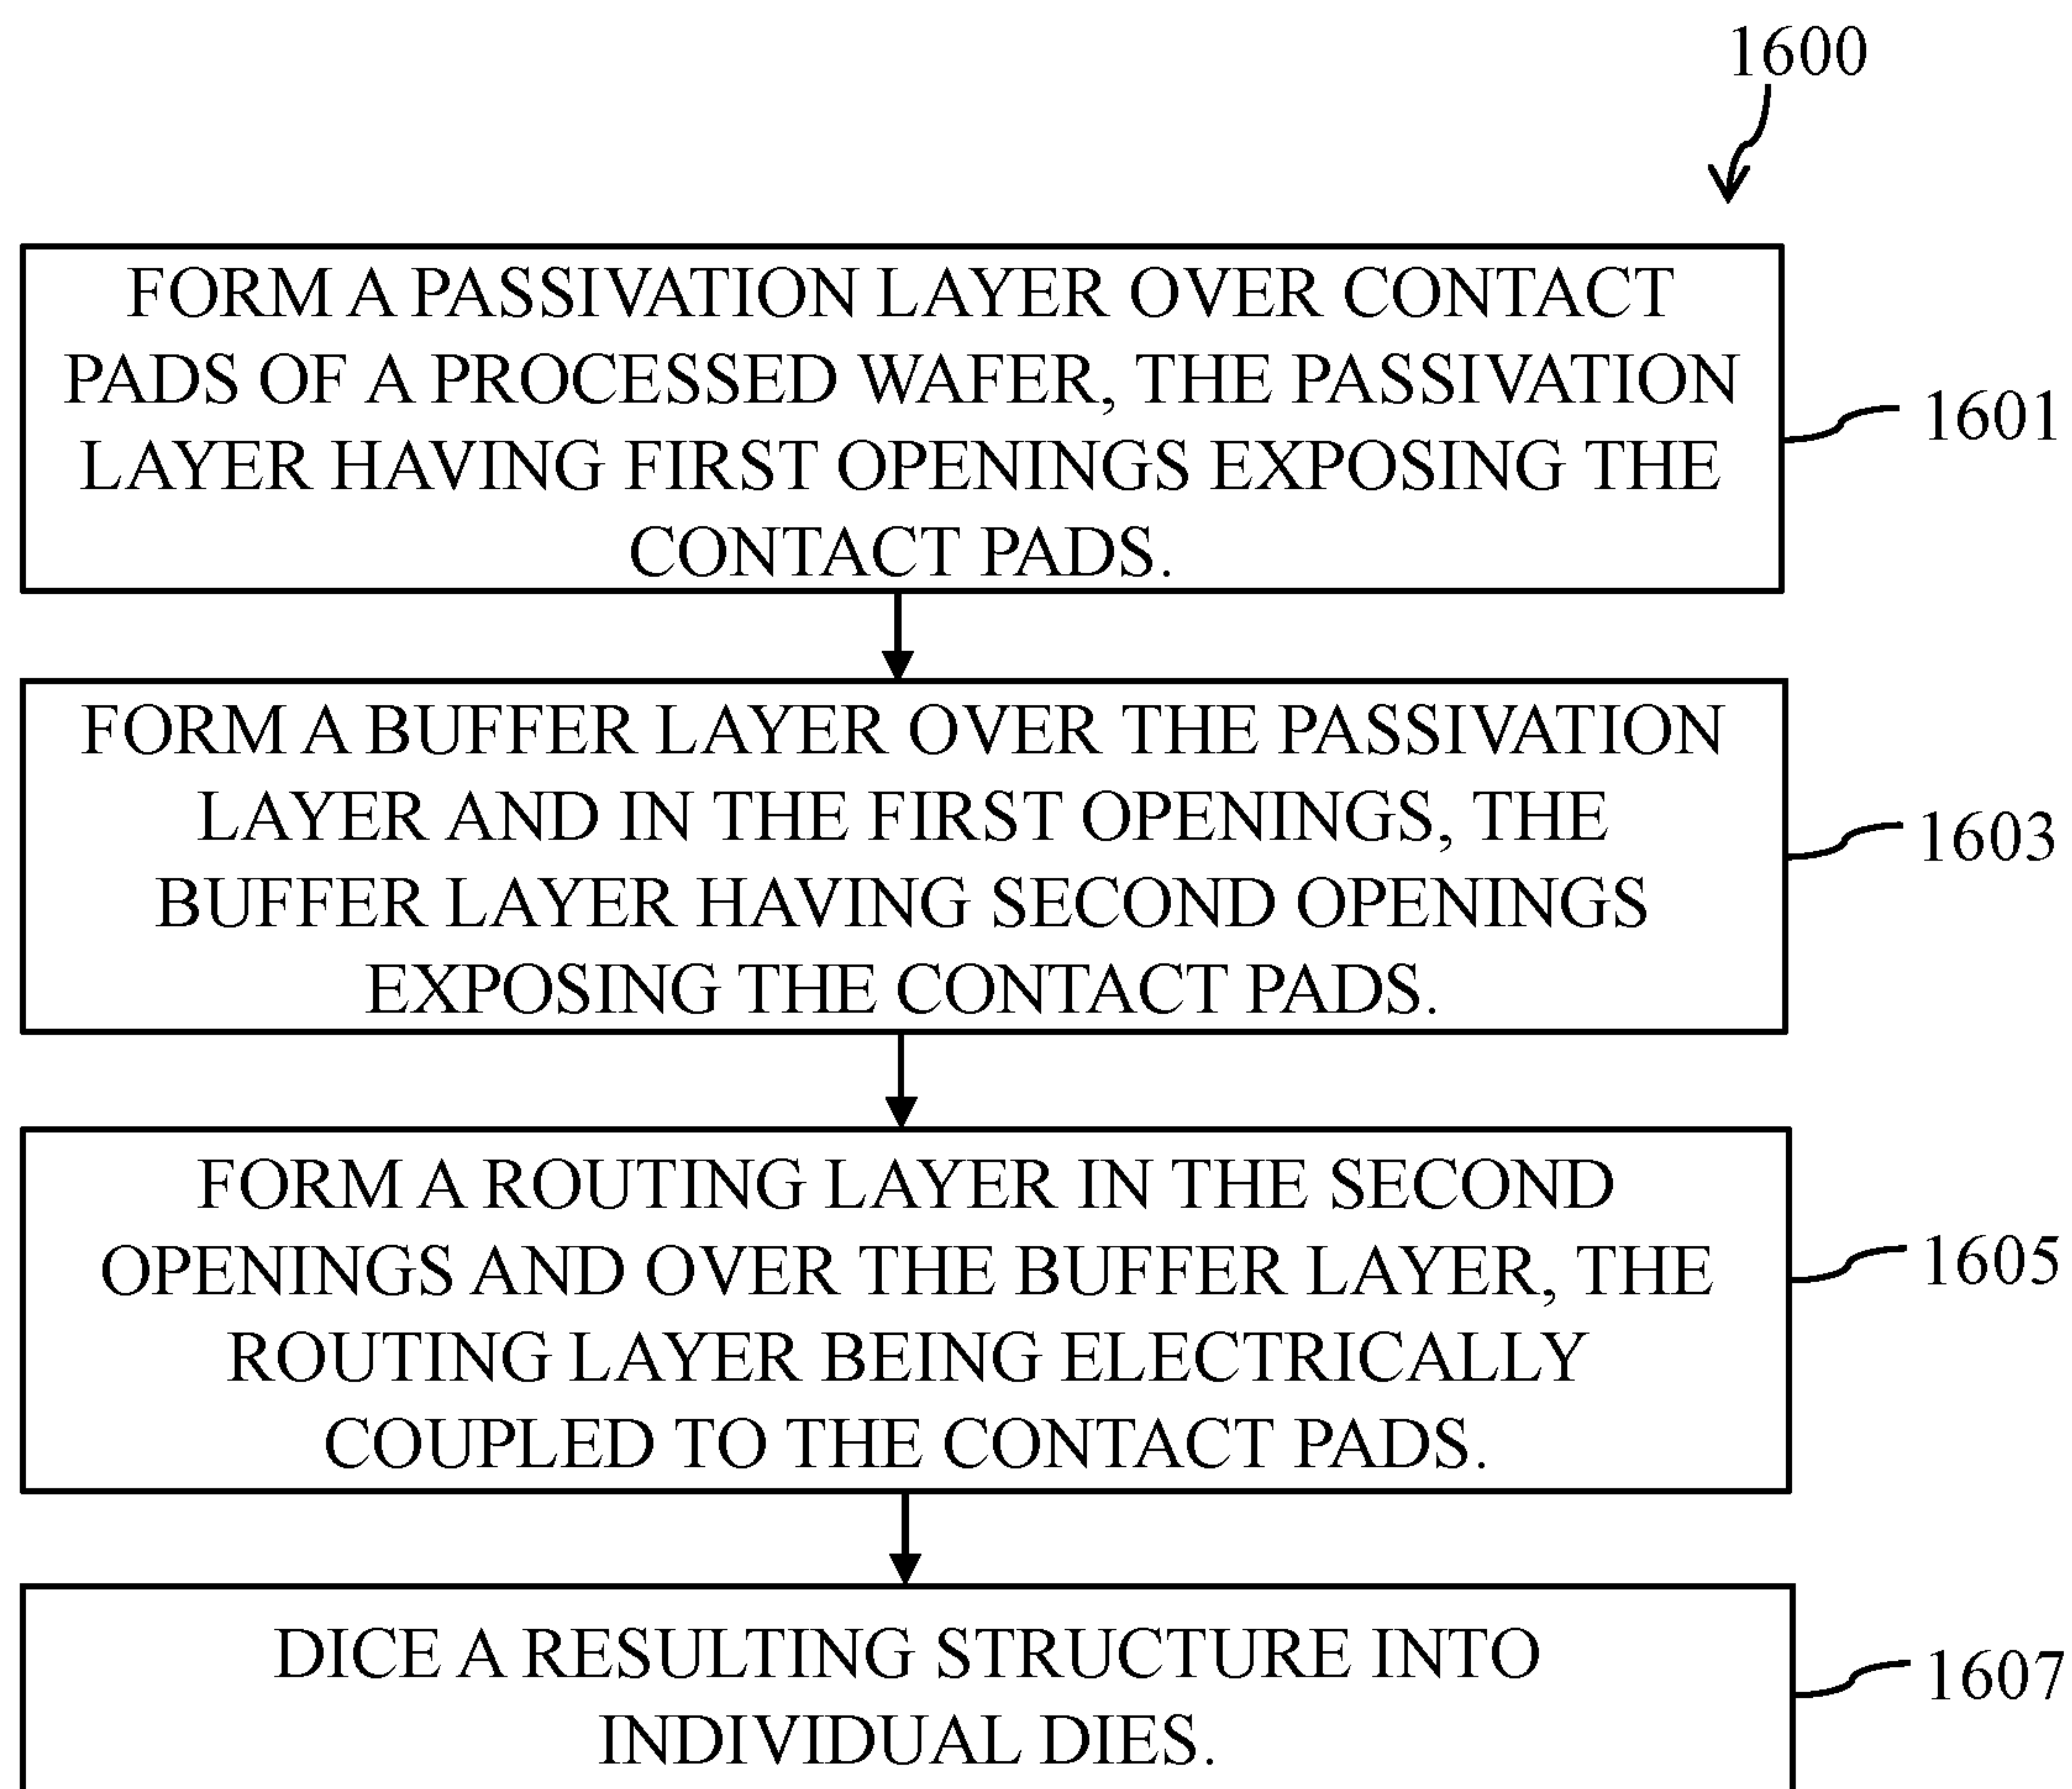 1600
FORM A PASSIVATION LAYER OVER CONTACT
PADS OF A PROCESSED WAFER, THE PASSIVATION
LAYER HAVING FIRST OPENINGS EXPOSING THE
CONTACT PADS.
1601
FORM A BUFFER LAYER OVER THE PASSIVATION
LAYER AND IN THE FIRST OPENINGS, THE
BUFFER LAYER HAVING SECOND OPENINGS
EXPOSING THE CONTACT PADS.
1603
FORM A ROUTING LAYER IN THE SECOND
OPENINGS AND OVER THE BUFFER LAYER, THE
ROUTING LAYER BEING ELECTRICALLY
COUPLED TO THE CONTACT PADS.
1605
DICE A RESULTING STRUCTURE INTO
INDIVIDUAL DIES.
1607